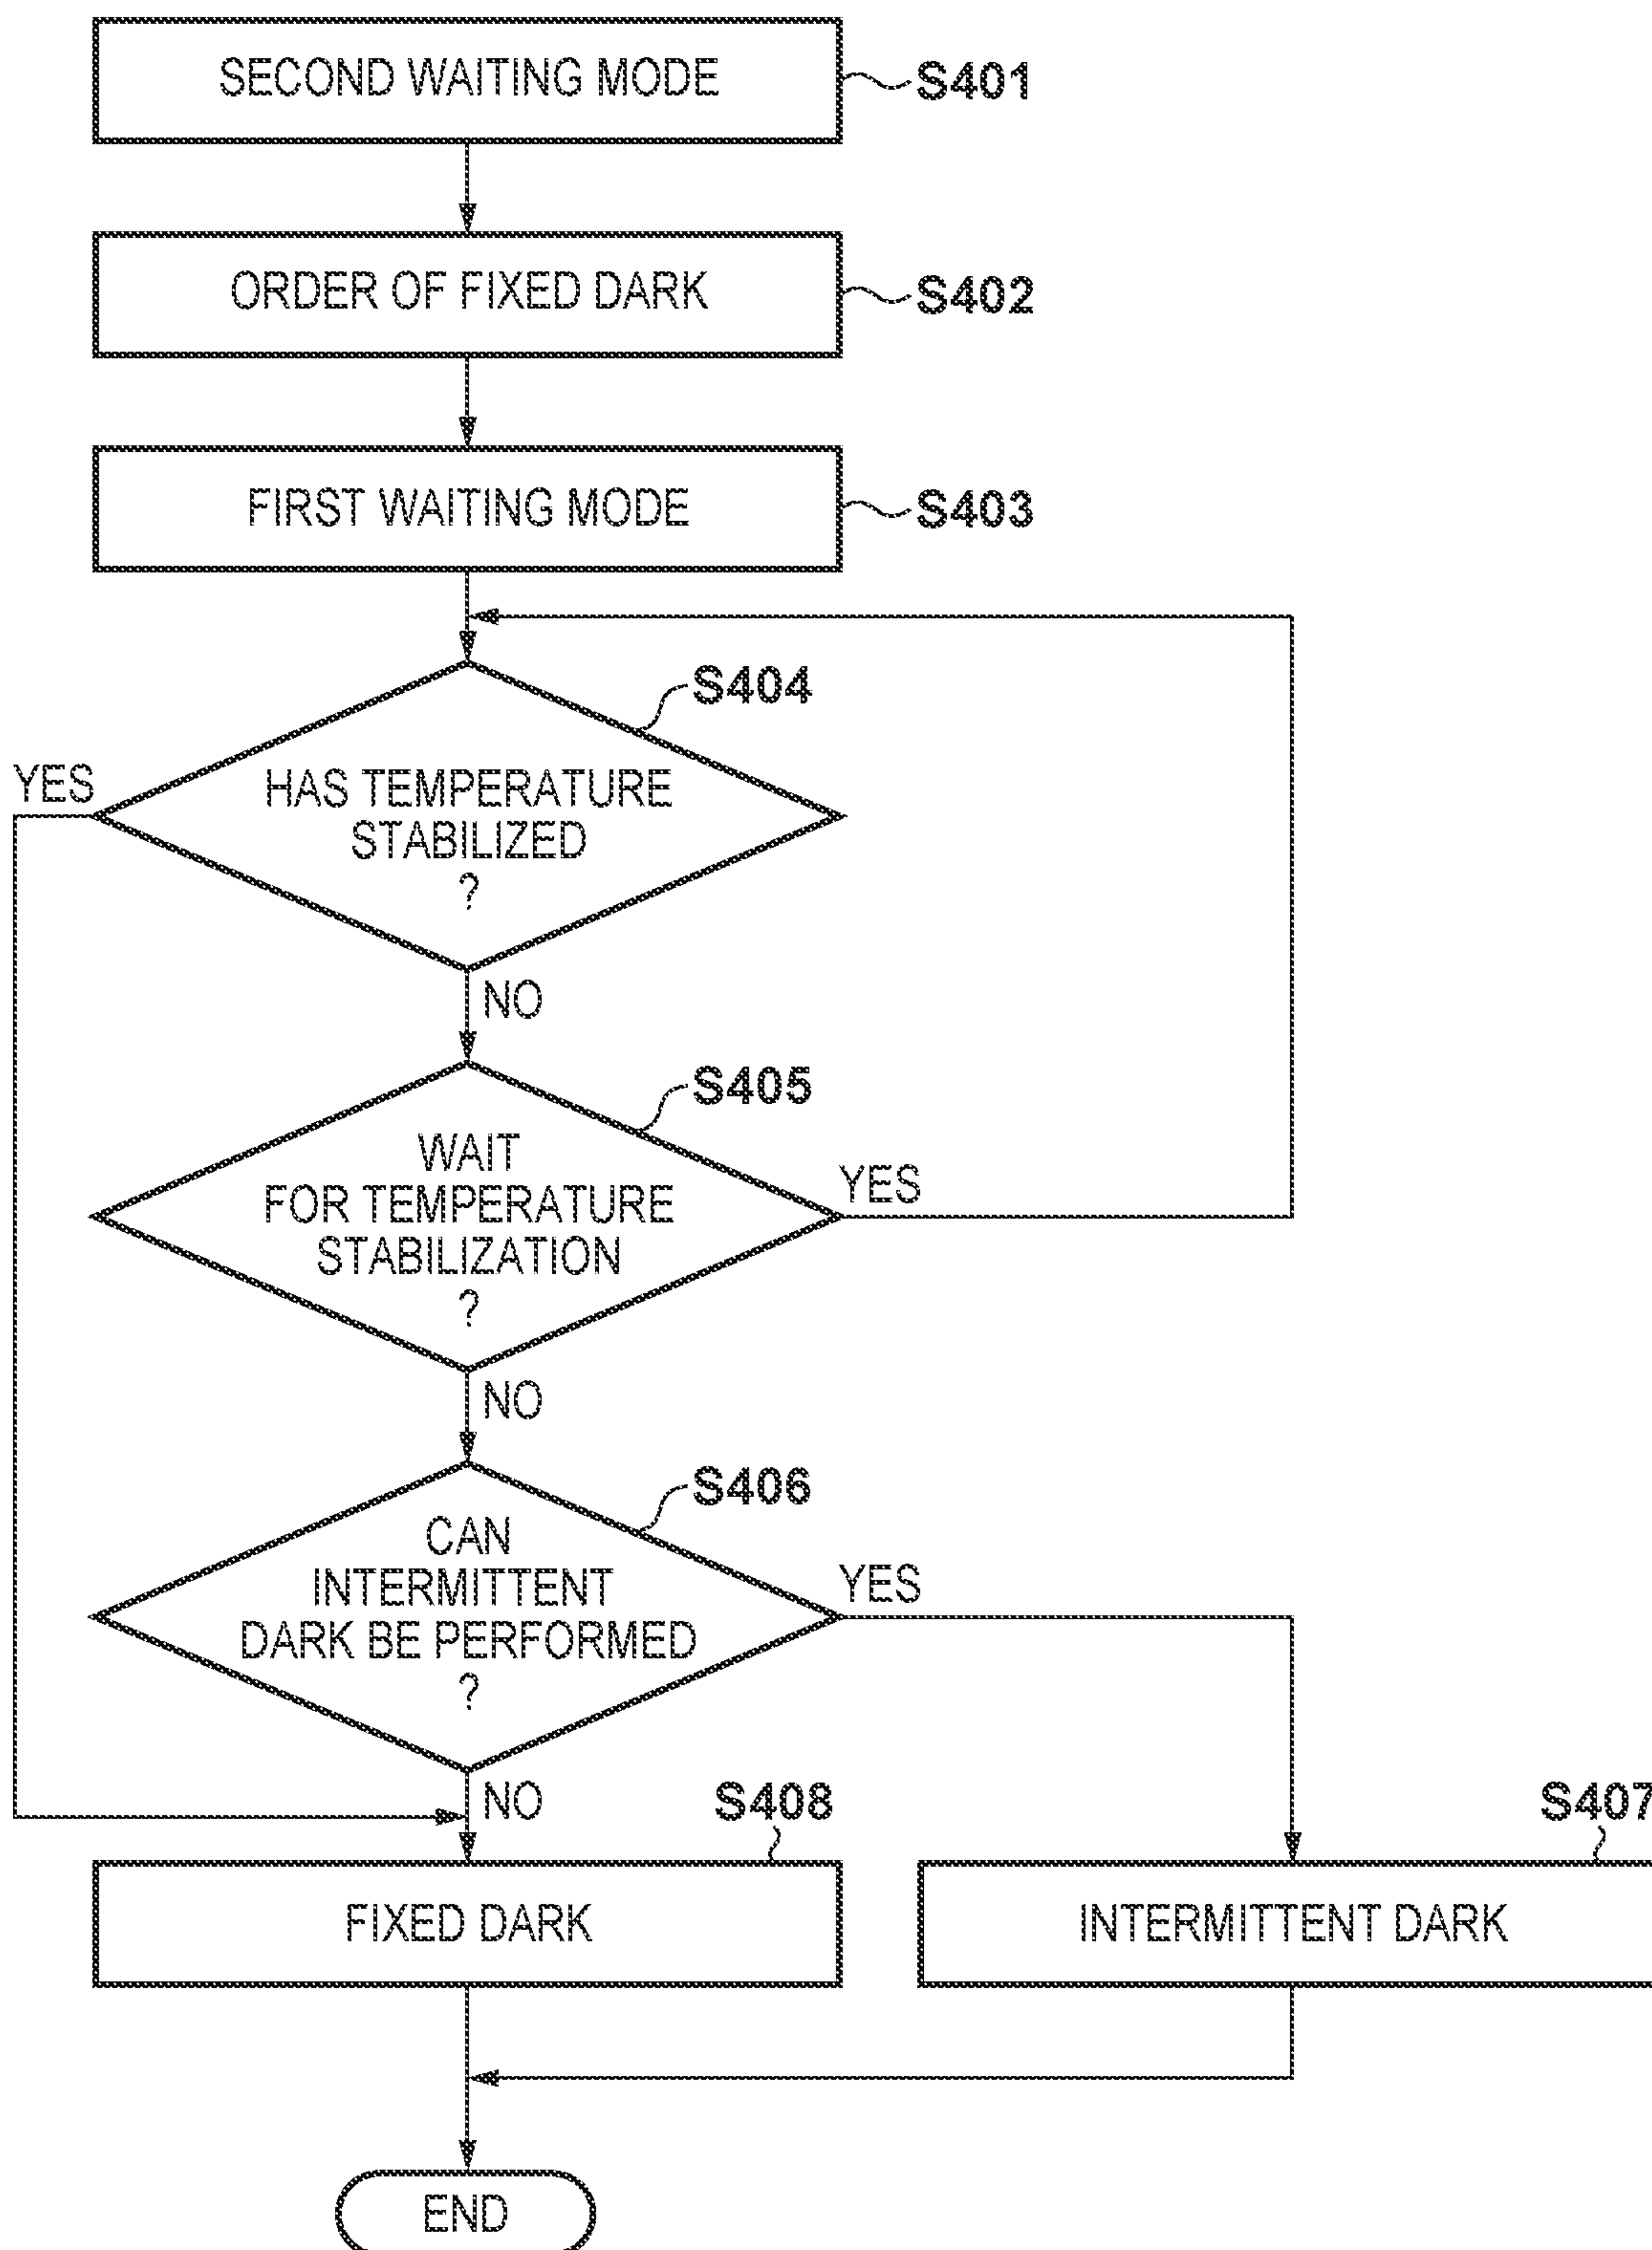 SECOND WAITING MODE
S401
ORDER OF FIXED DARK
S402
FIRST WAITING MODE
S403
S404
YES
HAS TEMPERATURE
STABILIZED
?
NO
S405
WAIT
FOR TEMPERATURE
STABILIZATION
?
YES
NO
S406
CAN
INTERMITTENT
DARK BE PERFORMED
?
YES
NO
S408
S407
FIXED DARK
INTERMITTENT DARK
END